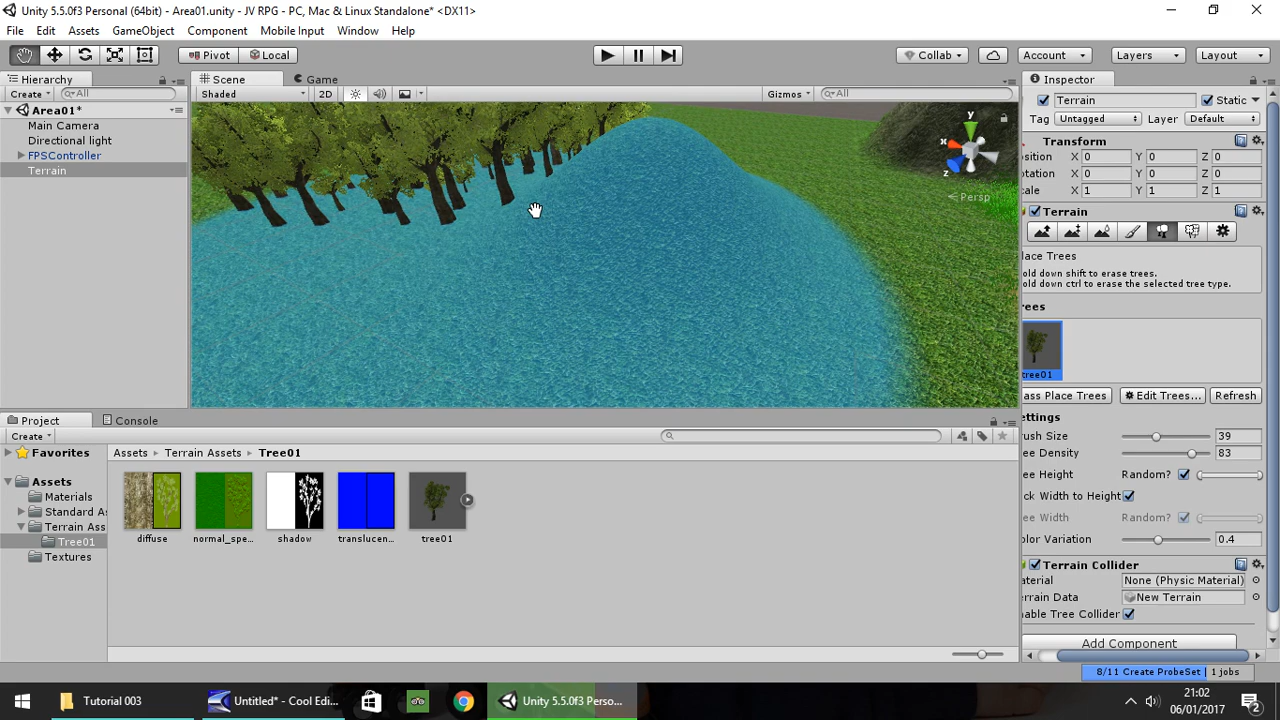 Unity 5.5.0f3 Personal (64bit) - Area01.unity - JV RPG - PC, Mac & Linux Standalone* <DX11>
File Edit Assets GameObject Component Mobile Input Window Help
Pivot Local Collab Account Layers Layout
Hierarchy Scene Game Inspector
Create All Shaded 2D Gizmos All Terrain Static
Area01*
Main Camera
Directional light
FPSController
Terrain
y
x
z
Persp
Tag Untagged Layer Default
Transform
osition X 0 Y 0 Z 0
otation X 0 Y 0 Z 0
cale X 1 Y 1 Z 1
Terrain
lace Trees
old down shift to erase trees.
old down ctrl to erase the selected tree type.
rees
tree01
ass Place Trees Edit Trees... Refresh
ettings
rush Size 39
ee Density 83
ee Height Random?
ck Width to Height
ee Width Random?
olor Variation 0.4
Terrain Collider
aterial None (Physic Material)
errain Data New Terrain
nable Tree Collider
Add Component
Project Console
Create
Favorites Assets Terrain Assets Tree01
Assets
Materials
Standard As
Terrain Ass
Tree01
Textures
diffuse normal_spe... shadow translucen... tree01
8/11 Create ProbeSet 1 jobs
Tutorial 003 Untitled* - Cool Edi... Unity 5.5.0f3 Perso...
21:02
06/01/2017
2